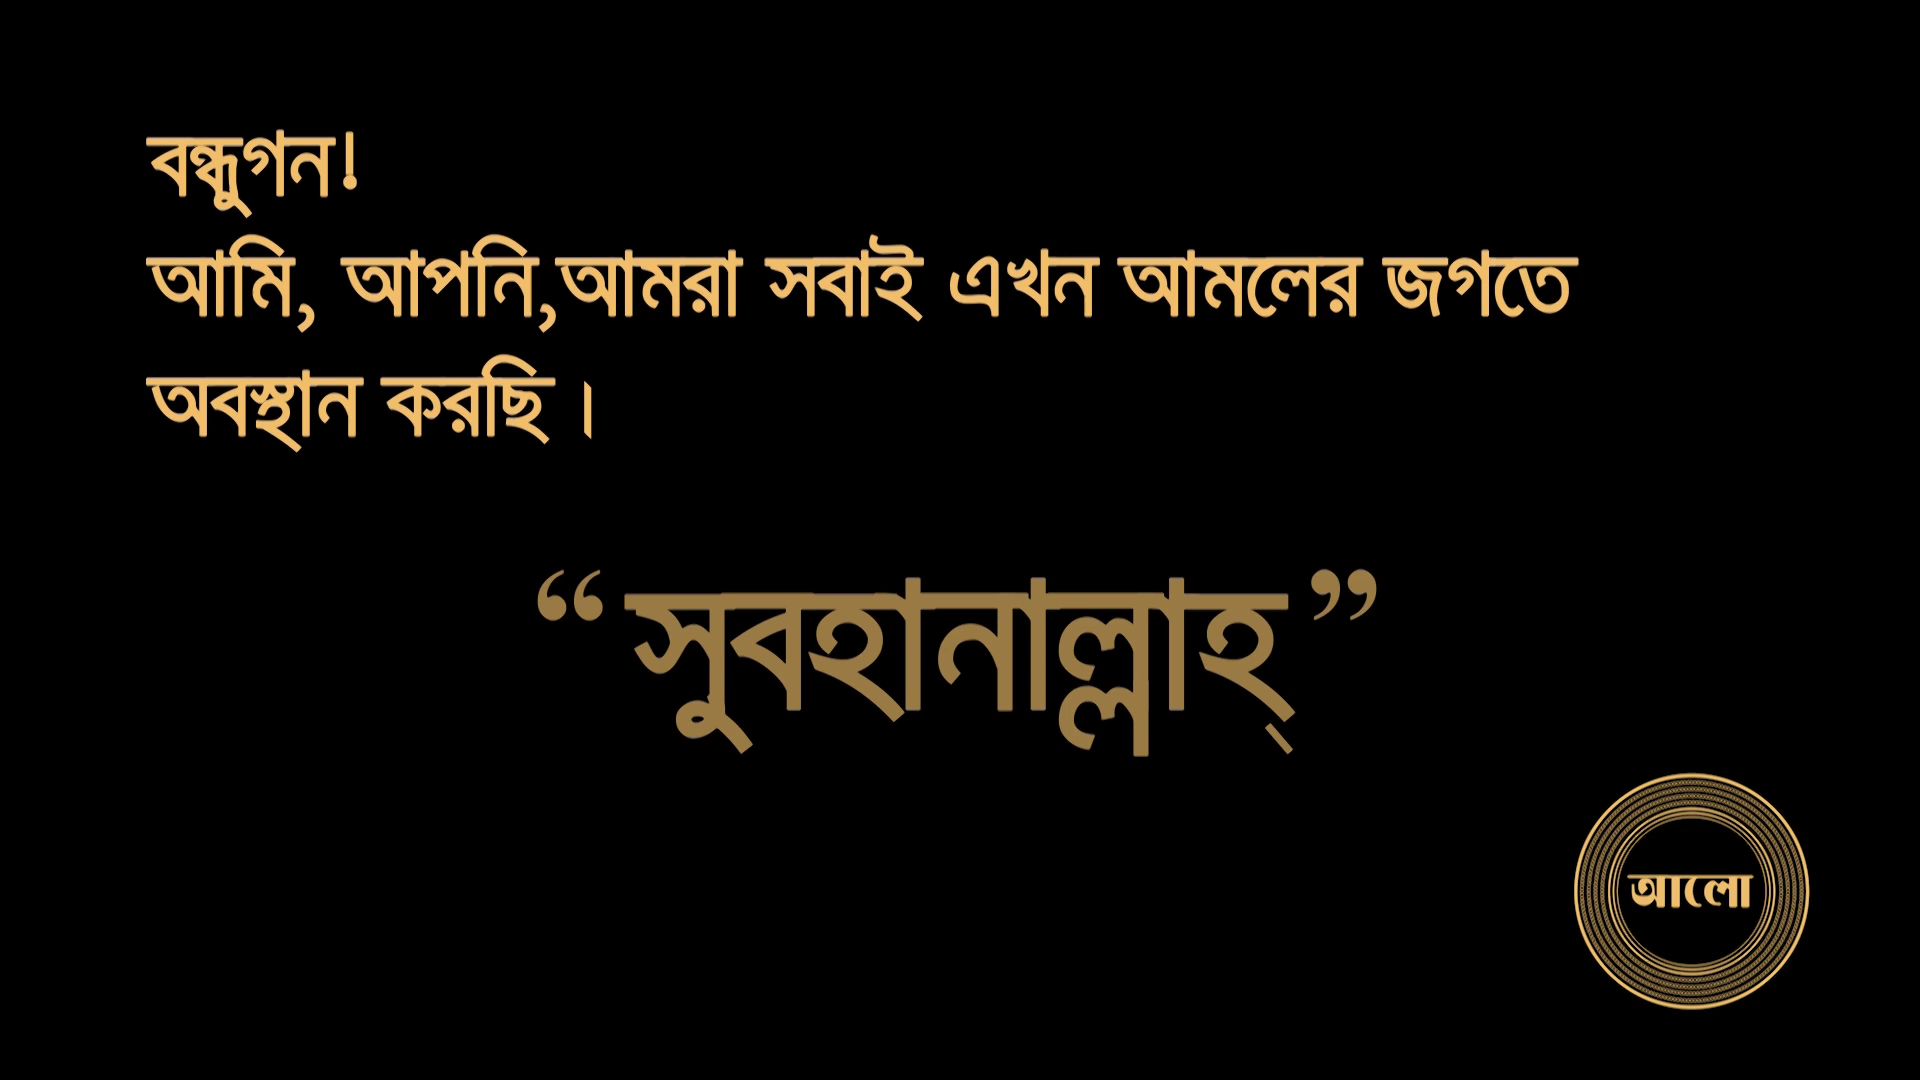 বন্ধুগন!
আমি, আপনি,আমরা সবাই এখন আমলের জগতে
অবস্থান করছি।
“সুবহানাল্লাহ্”
আলো